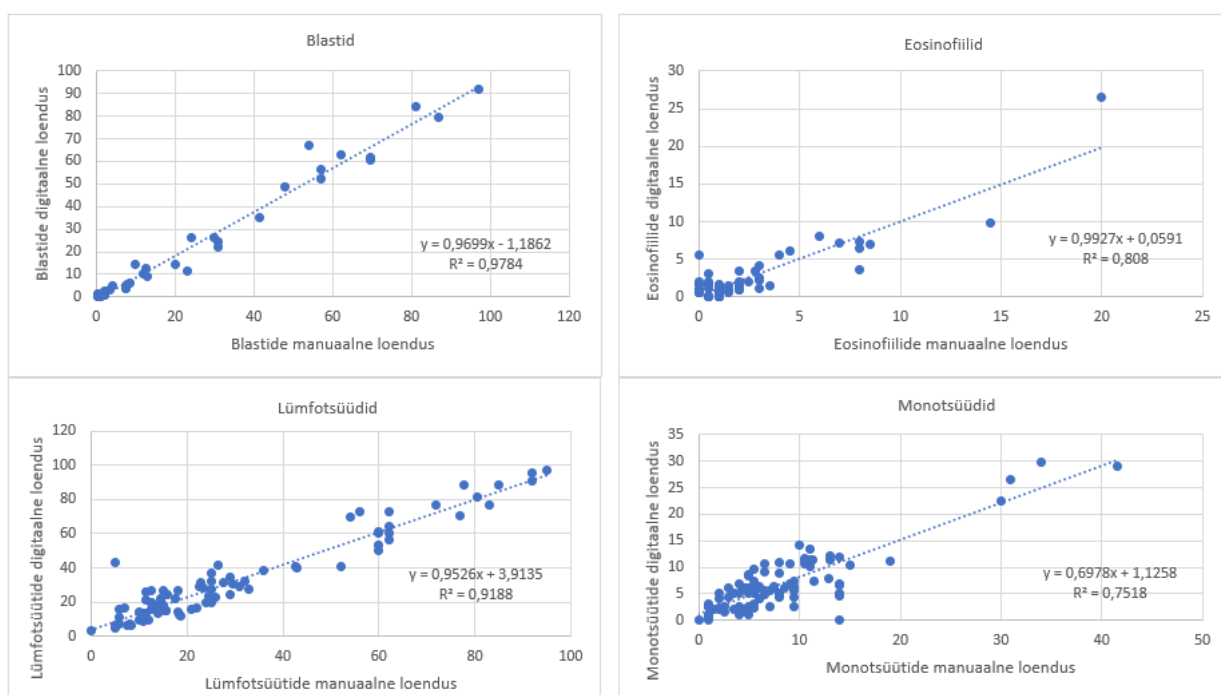 Blastid
Blastide digitaalne loendus
100
90
80
70
60
50
40
30
20
10
0
y = 0,9699x - 1,1862
R² = 0,9784
0 20 40 60 80 100 120
Blastide manuaalne loendus
Eosinofiilid
Eosinofiilide digitaalne loendus
30
25
20
15
10
5
0
y = 0,9927x + 0,0591
R² = 0,808
0 5 10 15 20 25
Eosinofiilide manuaalne loendus
Lümfotsüüdid
Lümfotsüütide digitaalne loendus
120
100
80
60
40
20
0
y = 0,9526x + 3,9135
R² = 0,9188
0 20 40 60 80 100
Lümfotsüütide manuaalne loendus
Monotsüüdid
Monotsüütide digitaalne loendus
35
30
25
20
15
10
5
0
y = 0,6978x + 1,1258
R² = 0,7518
0 10 20 30 40 50
Monotsüütide manuaalne loendus